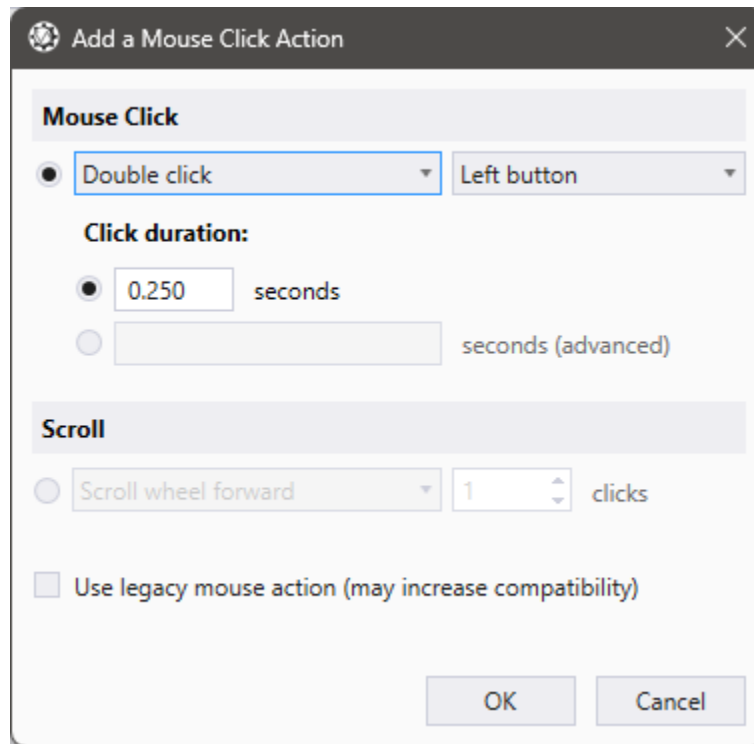 Add a Mouse Click Action
Mouse Click
Double click Left button
Click duration:
0.250 seconds
seconds (advanced)
Scroll
Scroll wheel forward 1 clicks
Use legacy mouse action (may increase compatibility)
OK Cancel